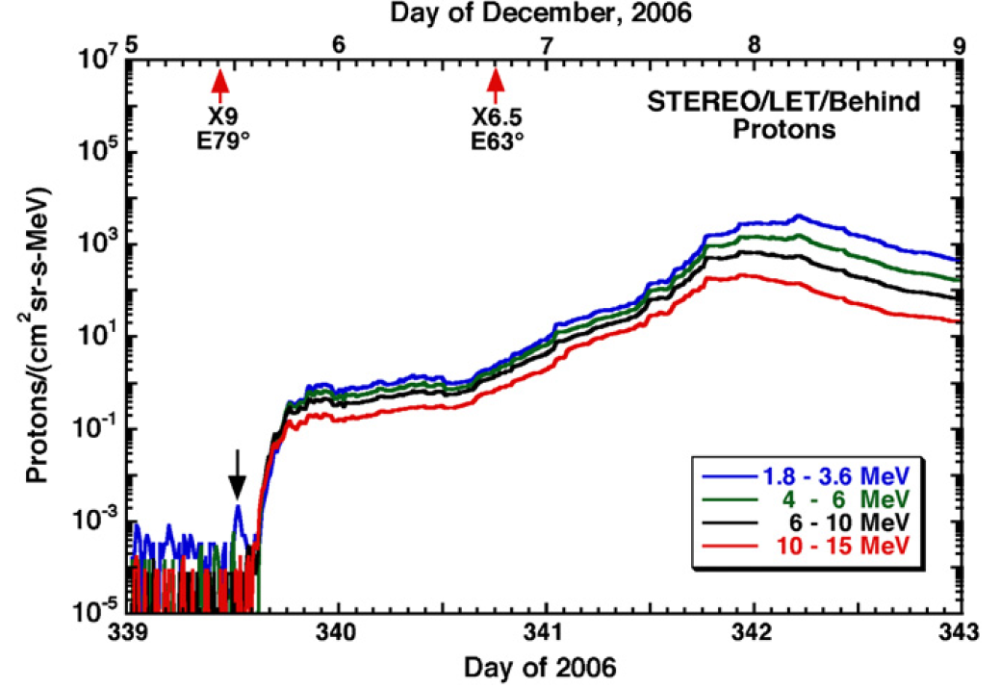 Day of December, 2006
5 6 7 8 9
10⁷
X9
E79°
X6.5
E63°
STEREO/LET/Behind
Protons
10⁵
10³
10¹
10⁻¹
10⁻³
10⁻⁵
Protons/(cm² sr-s-MeV)
1.8 - 3.6 MeV
4 - 6 MeV
6 - 10 MeV
10 - 15 MeV
339 340 341 342 343
Day of 2006